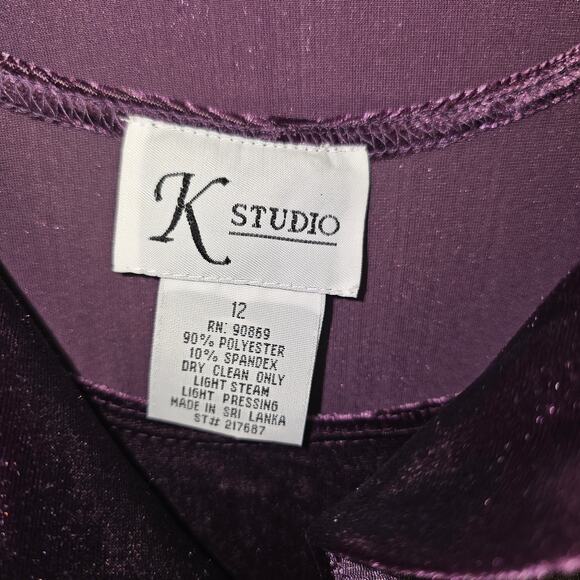 K STUDIO
12
RN: 90869
90% POLYESTER
10% SPANDEX
DRY CLEAN ONLY
LIGHT STEAM
LIGHT PRESSING
MADE IN SRI LANKA
ST# 217687